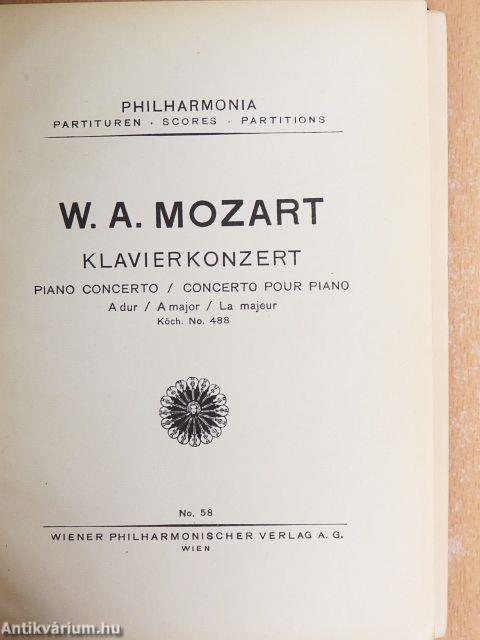 PHILHARMONIA
PARTITUREN · SCORES · PARTITIONS
W. A. MOZART
KLAVIERKONZERT
PIANO CONCERTO / CONCERTO POUR PIANO
A dur / A major / La majeur
Köch. No. 488
No. 58
WIENER PHILHARMONISCHER VERLAG A. G.
WIEN
Antikvárium.hu